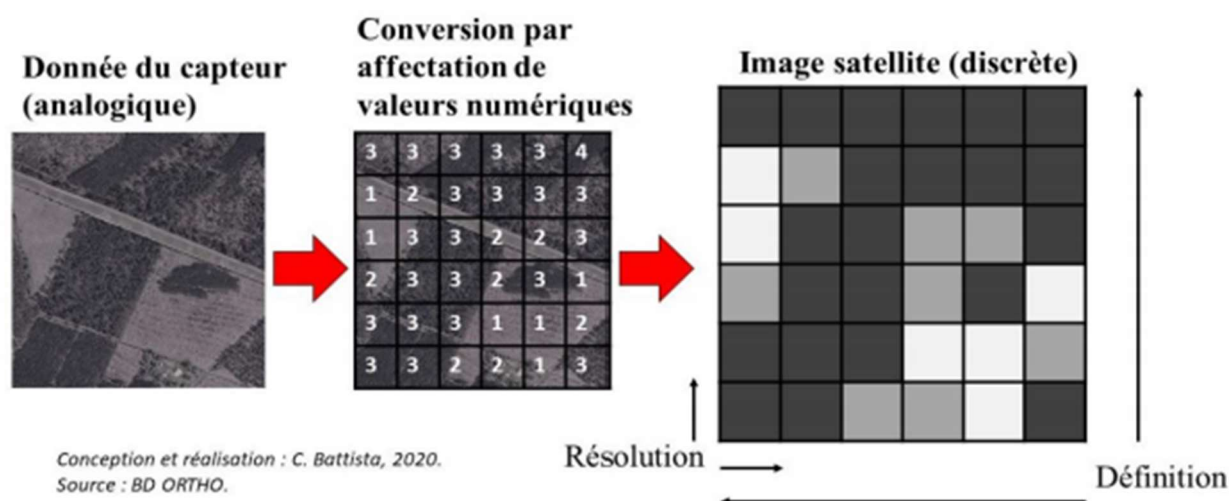 Donnée du capteur
(analogique)
Conversion par
affectation de
valeurs numériques
Image satellite (discrète)
3 3 3 3 3 4
1 2 3 3 3 3
1 3 3 2 2 3
2 3 3 2 3 1
3 3 3 1 1 2
3 3 2 2 1 3
Résolution
Définition
Conception et réalisation : C. Battista, 2020.
Source : BD ORTHO.